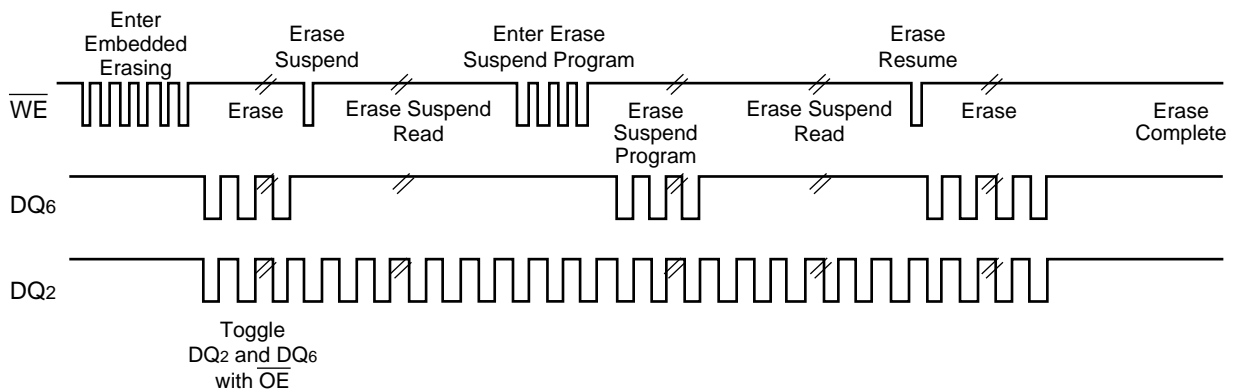 Enter
Embedded
Erasing
Erase
Suspend
Enter Erase
Suspend Program
Erase
Resume
WE
Erase
Erase Suspend
Read
Erase
Suspend
Program
Erase Suspend
Read
Erase
Erase
Complete
DQ6
DQ2
Toggle
DQ2 and DQ6
with OE